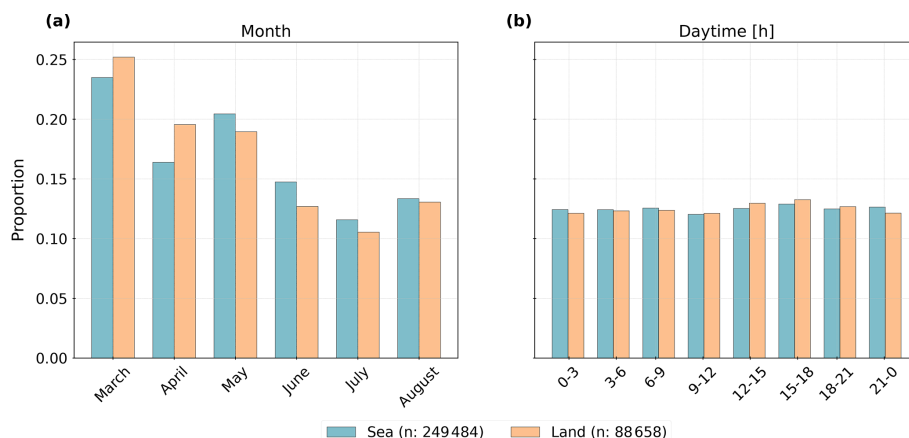 (a)
Month
(b)
Daytime [h]
Proportion
0.25
0.20
0.15
0.10
0.05
0.00
March
April
May
June
July
August
0-3
3-6
6-9
9-12
12-15
15-18
18-21
21-0
Sea (n: 249484)
Land (n: 88658)